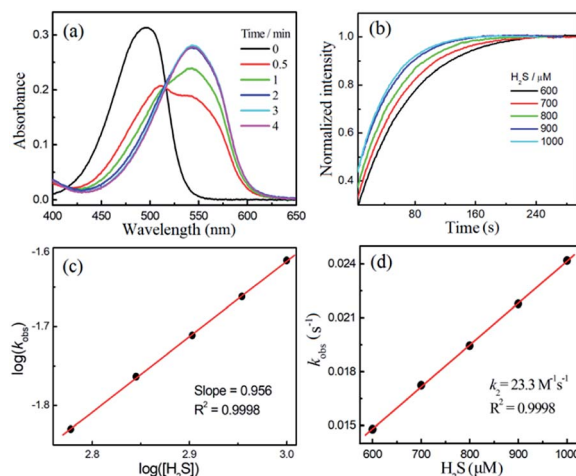 (a)
Time / min
0
0.5
1
2
3
4
0.3
0.2
0.1
0.0
Absorbance
400 450 500 550 600 650
Wavelength (nm)
(b)
H₂S / μM
600
700
800
900
1000
1.0
0.8
0.6
0.4
Normalized intensity
0 80 160 240
Time (s)
(c)
-1.6
-1.7
-1.8
log(kobs)
Slope = 0.956
R² = 0.9998
2.8 2.9 3.0
log([H₂S])
(d)
0.024
0.021
0.018
0.015
kobs (s⁻¹)
k₂ = 23.3 M⁻¹s⁻¹
R² = 0.9998
600 700 800 900 1000
H₂S (μM)